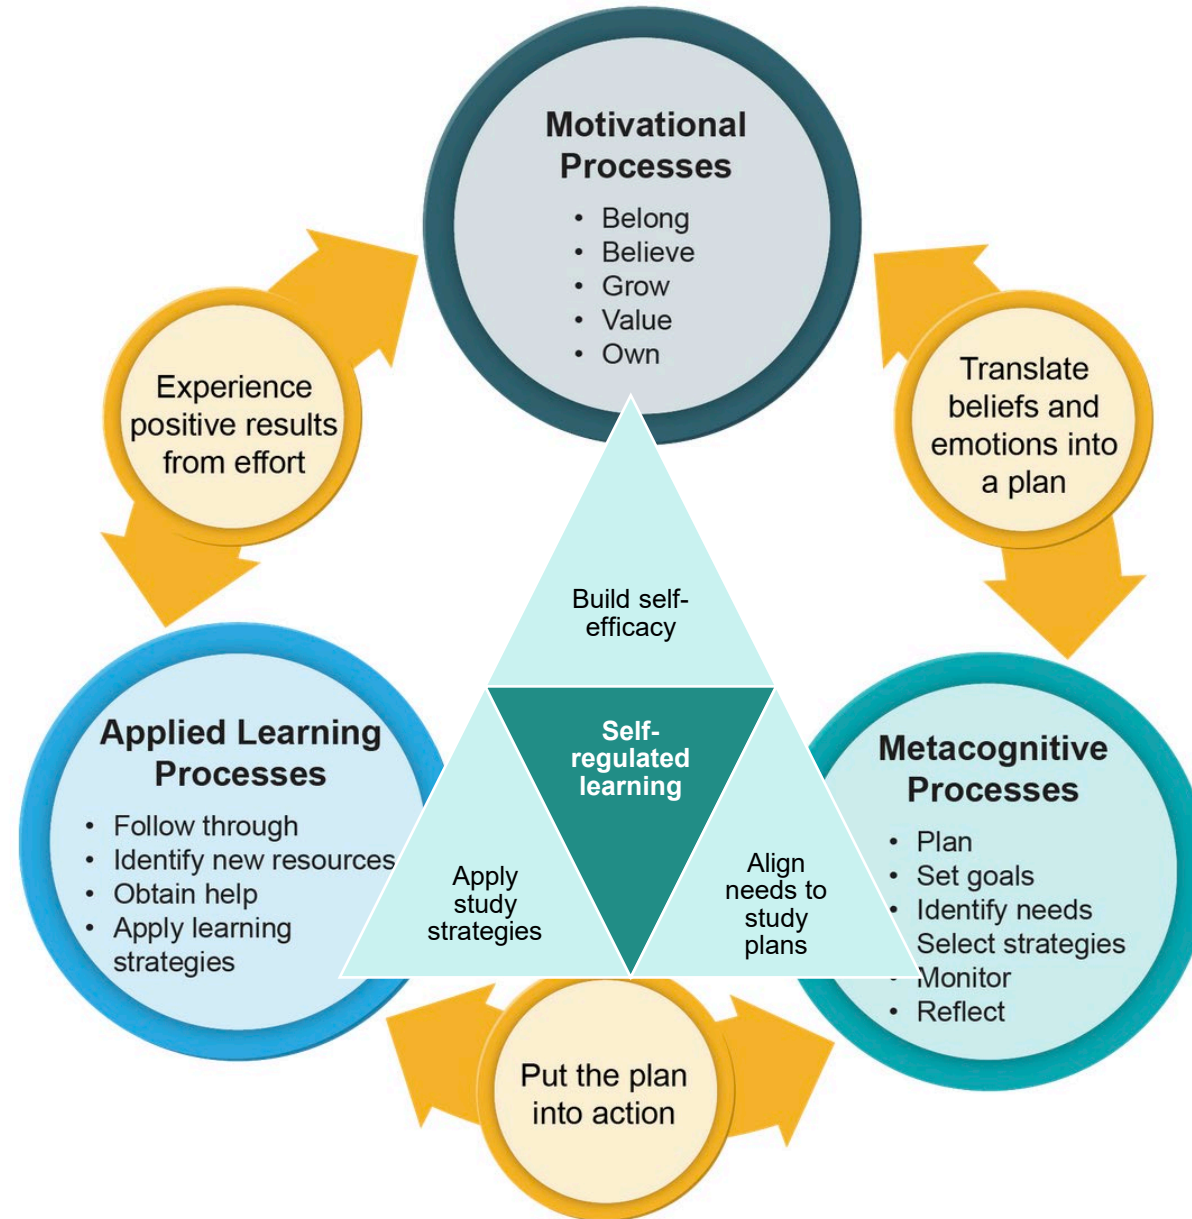 Motivational
Processes
• Belong
• Believe
• Grow
• Value
• Own
Experience
positive results
from effort
Translate
beliefs and
emotions into
a plan
Build self-
efficacy
Self-
regulated
learning
Applied Learning
Processes
• Follow through
• Identify new resources
• Obtain help
• Apply learning
strategies
Apply
study
strategies
Align
needs to
study
plans
Metacognitive
Processes
• Plan
• Set goals
• Identify needs
Select strategies
• Monitor
• Reflect
Put the plan
into action